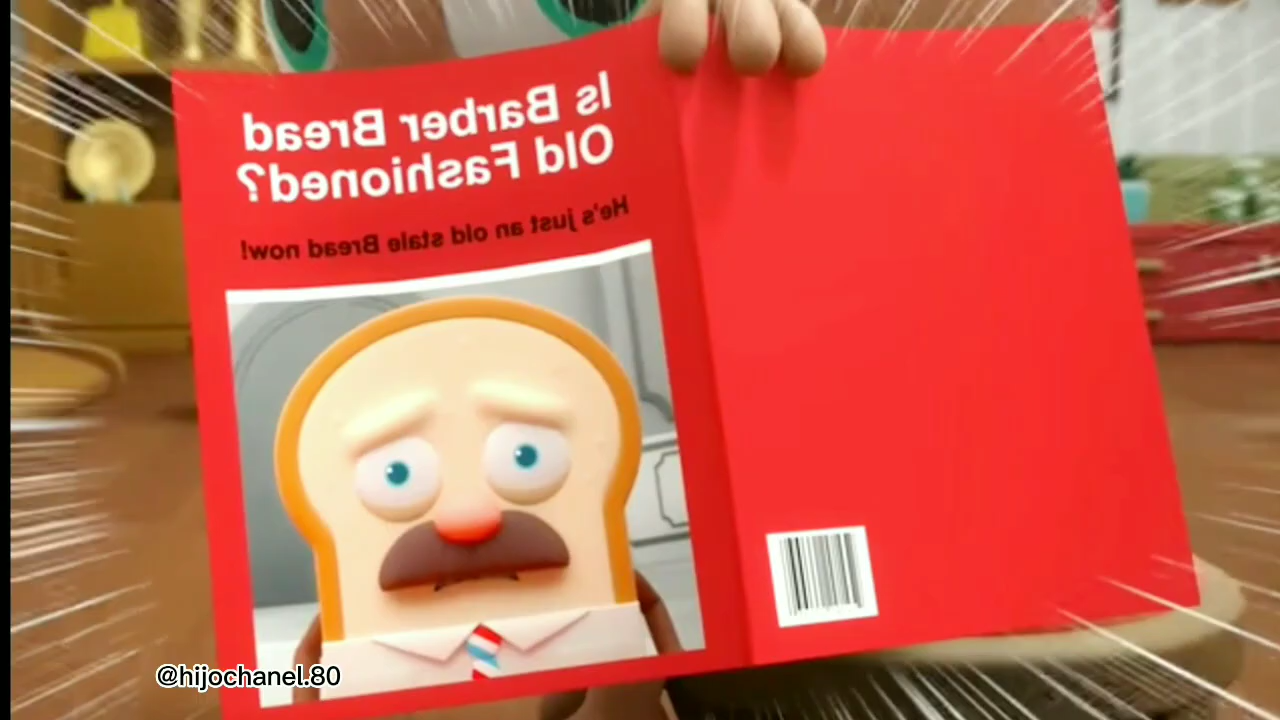 Is Barber Bread
Old Fashioned?
He's just an old stale Bread now!
@hijochanel.80